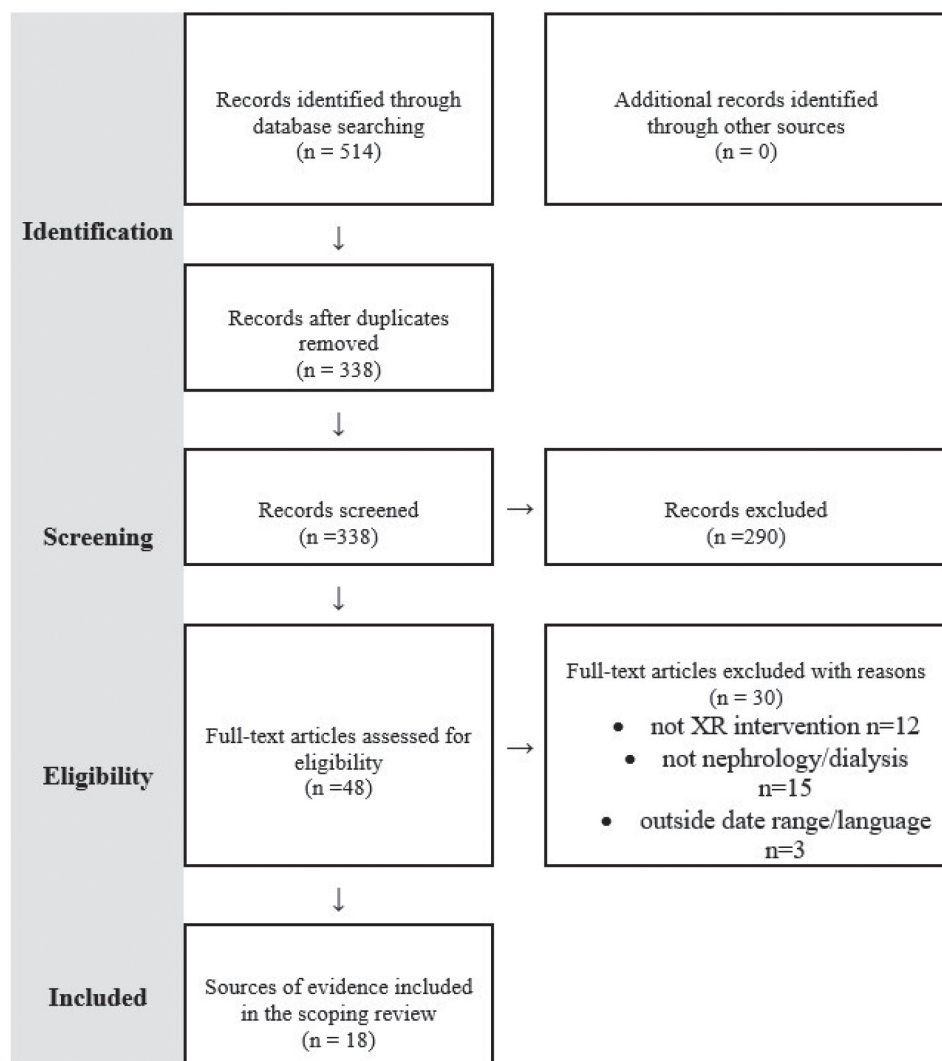 Records identified through
database searching
(n = 514)
Additional records identified
through other sources
(n = 0)
Identification
↓
Records after duplicates
removed
(n = 338)
↓
Records screened
(n =338)
→
Records excluded
(n =290)
Screening
↓
Full-text articles assessed for
eligibility
(n =48)
→
Full-text articles excluded with reasons
(n = 30)
• not XR intervention n=12
• not nephrology/dialysis
n=15
• outside date range/language
n=3
Eligibility
↓
Included
Sources of evidence included
in the scoping review
(n = 18)